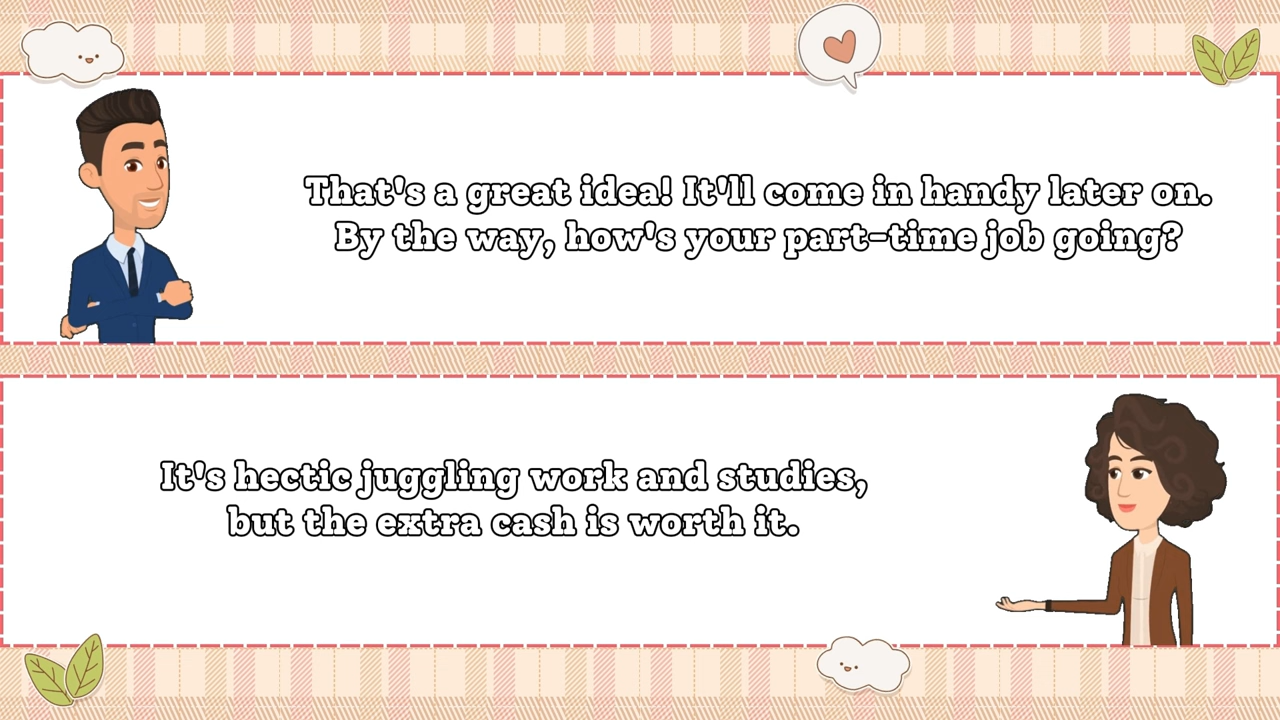 That's a great idea! It'll come in handy later on.
By the way, how's your part-time job going?
It's hectic juggling work and studies,
but the extra cash is worth it.